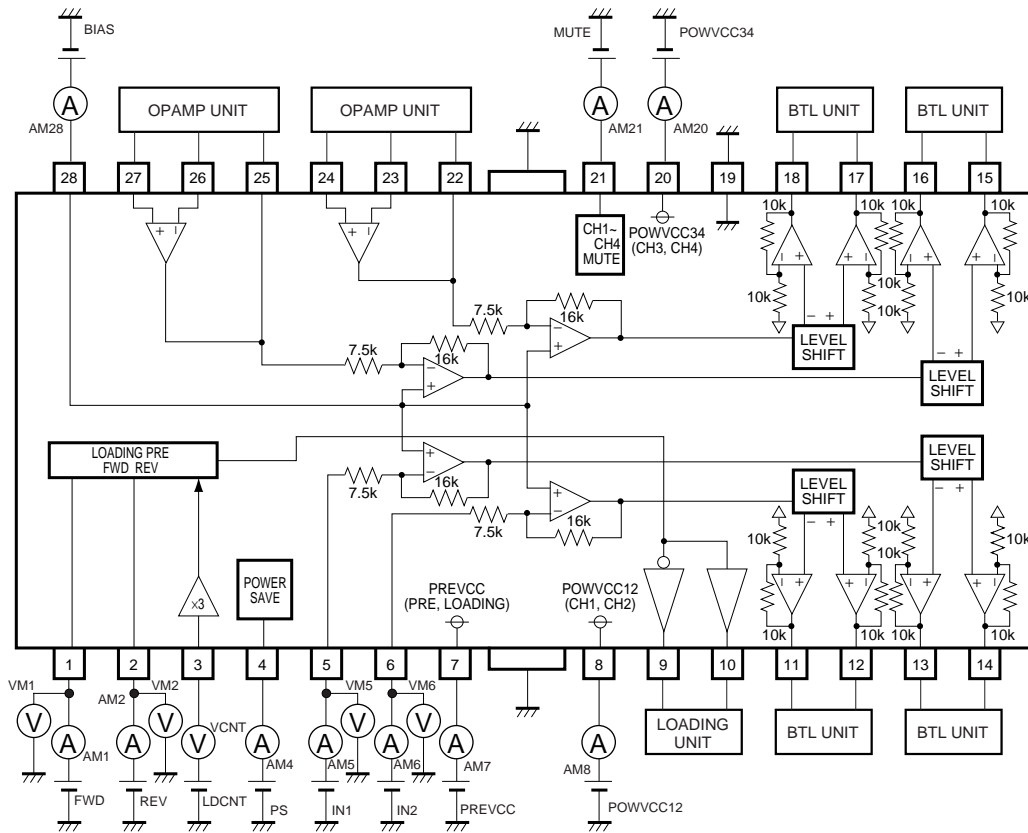 BIAS
MUTE
POWVCC34
A
A
A
AM28
AM21
AM20
OPAMP UNIT
OPAMP UNIT
BTL UNIT
BTL UNIT
28
27
26
25
24
23
22
21
20
19
18
17
16
15
+ −
+ −
CH1~
CH4
MUTE
POWVCC34
(CH3, CH4)
10k
10k
10k
10k
− +
+ −
− +
+ −
10k
10k
10k
10k
7.5k
16k
− +
− +
LEVEL
SHIFT
7.5k
16k
− +
− +
LEVEL
SHIFT
LOADING PRE
FWD REV
+ −
16k
7.5k
LEVEL
SHIFT
− +
+ −
16k
7.5k
LEVEL
SHIFT
− +
×3
POWER
SAVE
PREVCC
(PRE, LOADING)
POWVCC12
(CH1, CH2)
10k
10k
10k
10k
− +
+ −
− +
+ −
10k
10k
10k
10k
1
2
3
4
5
6
7
8
9
10
11
12
13
14
VM1
AM2
VM2
VM5
VM6
V
A
A
V
V
VCNT
A
A
V
A
V
A
A
AM1
AM4
AM5
AM6
AM7
AM8
LOADING
UNIT
BTL UNIT
BTL UNIT
FWD
REV
LDCNT
PS
IN1
IN2
PREVCC
POWVCC12